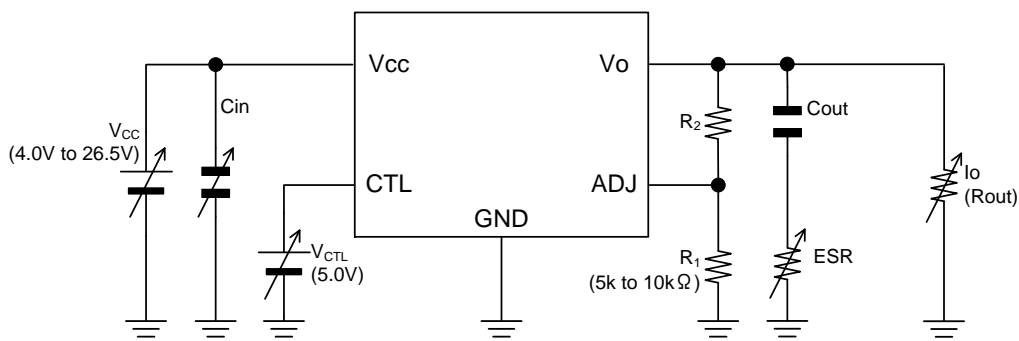 Vcc
Vo
Cin
Cout
R2
VCC
(4.0V to 26.5V)
CTL
ADJ
Io
(Rout)
GND
VCTL
(5.0V)
R1
(5k to 10kΩ)
ESR